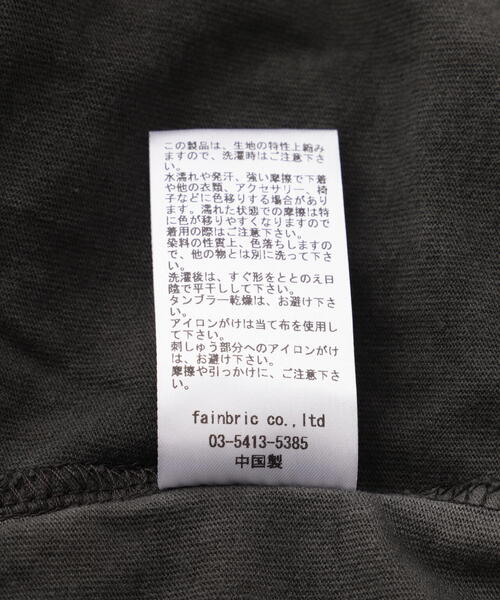 この製品は、生地の特性上縮み
ますので、洗濯時はご注意下さ
い。
水濡れや発汗、強い摩擦で下着
や他の衣類、アクセサリー、椅
子などに色移りする場合があり
ます。濡れた状態での摩擦は特
に色が移りやすくなりますので
着用の際はご注意下さい。
染料の性質上、色落ちしますの
で、他の物とは別に洗って下さ
い。
洗濯後は、すぐ形をととのえ日
陰で平干しして下さい。
タンブラー乾燥は、お避け下さ
い。
アイロンがけは当て布を使用し
て下さい。
刺しゅう部分へのアイロンがけ
は、お避け下さい。
摩擦や引っかけに、ご注意下さ
い。
fainbric co.,ltd
03-5413-5385
中国製